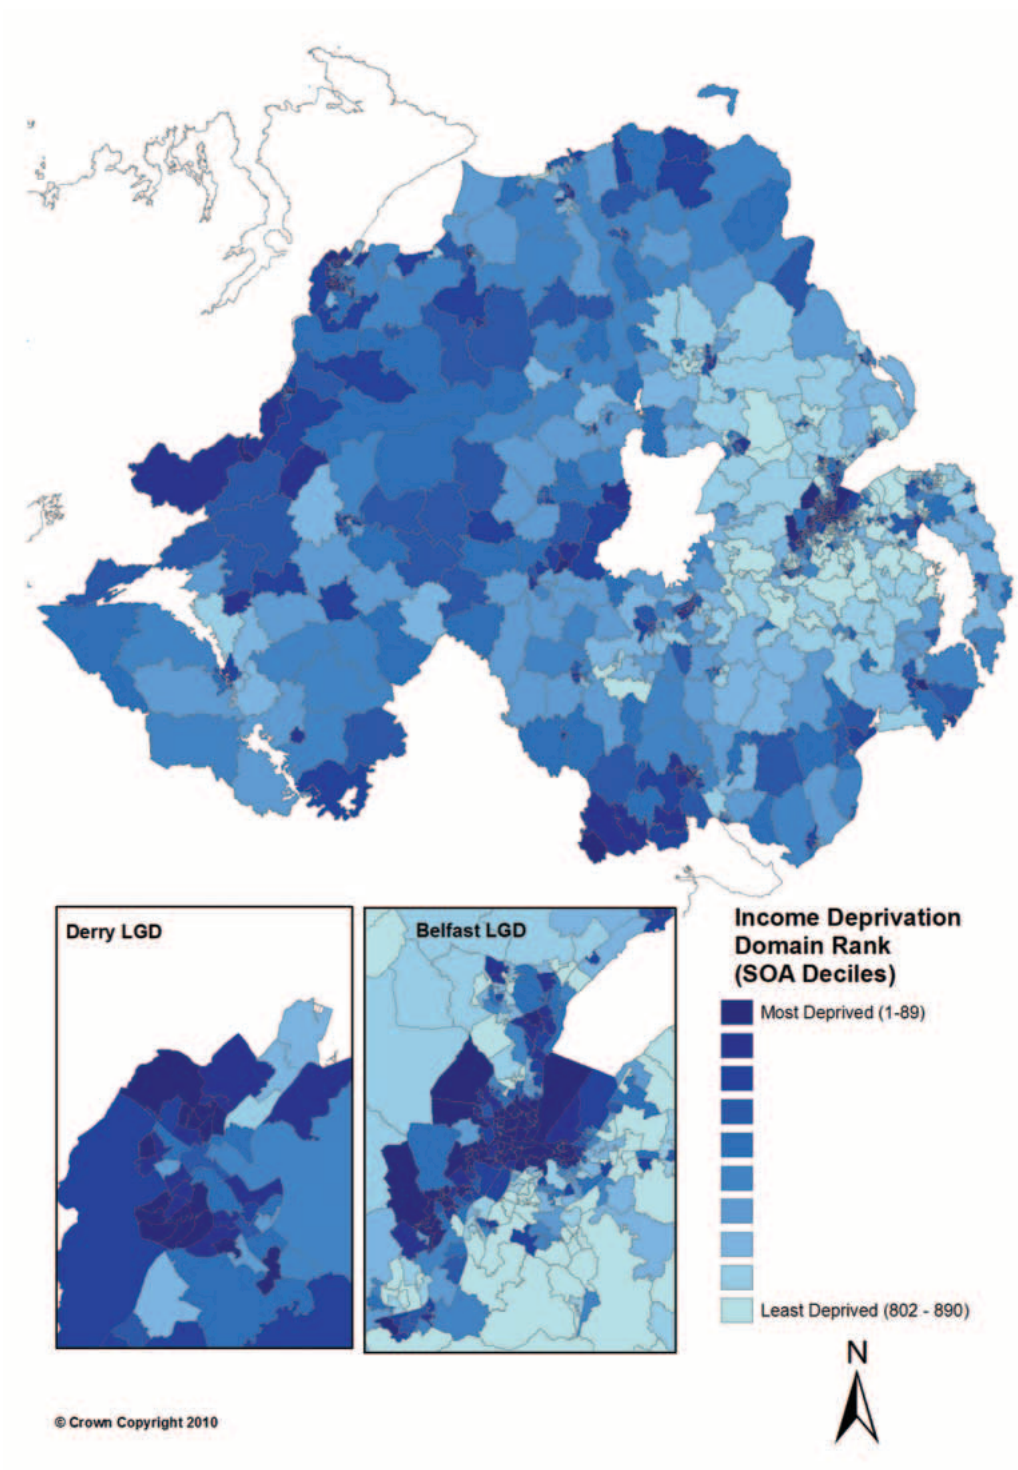 Derry LGD
Belfast LGD
Income Deprivation
Domain Rank
(SOA Deciles)
Most Deprived (1-89)
Least Deprived (802 - 890)
N
© Crown Copyright 2010